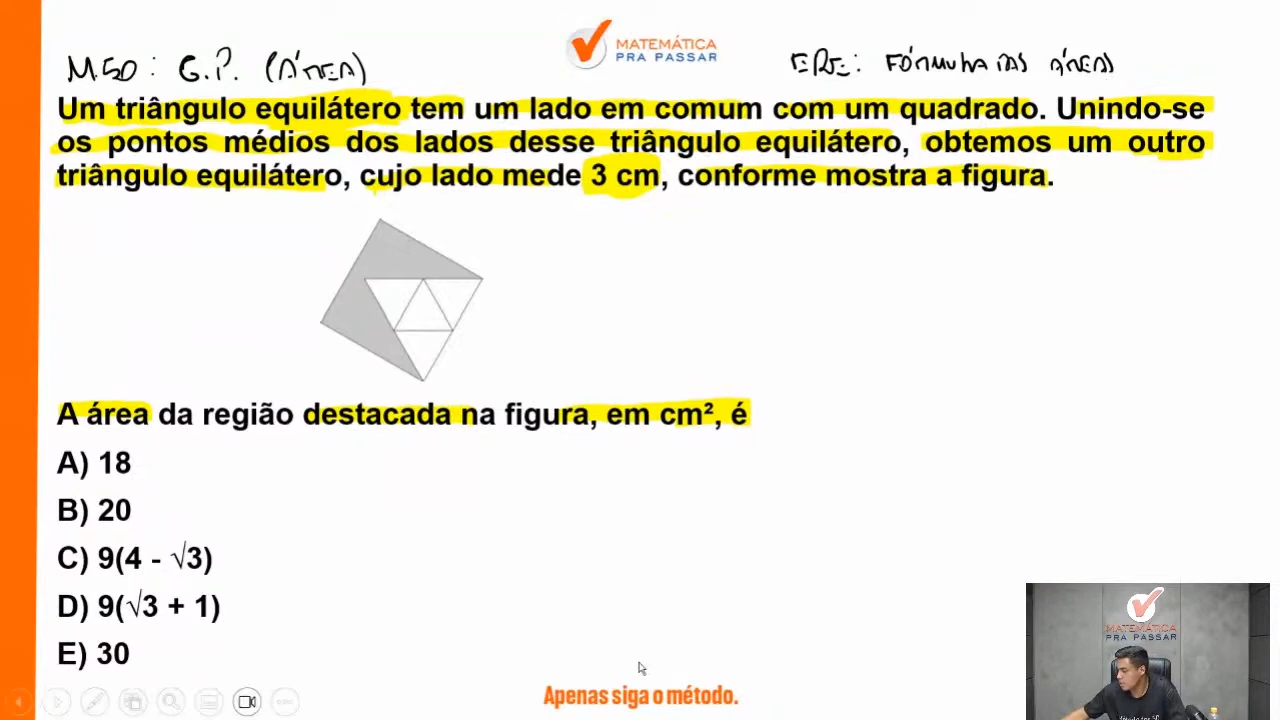 MATEMÁTICA
PRA PASSAR
M.50: G.P. (ÁREA)
ERE: FÓRMULA DAS ÁREAS
Um triângulo equilátero tem um lado em comum com um quadrado. Unindo-se
os pontos médios dos lados desse triângulo equilátero, obtemos um outro
triângulo equilátero, cujo lado mede 3 cm, conforme mostra a figura.
A área da região destacada na figura, em cm², é
A) 18
B) 20
C) 9(4 - √3)
D) 9(√3 + 1)
E) 30
Apenas siga o método.
MATEMÁTICA
PRA PASSAR